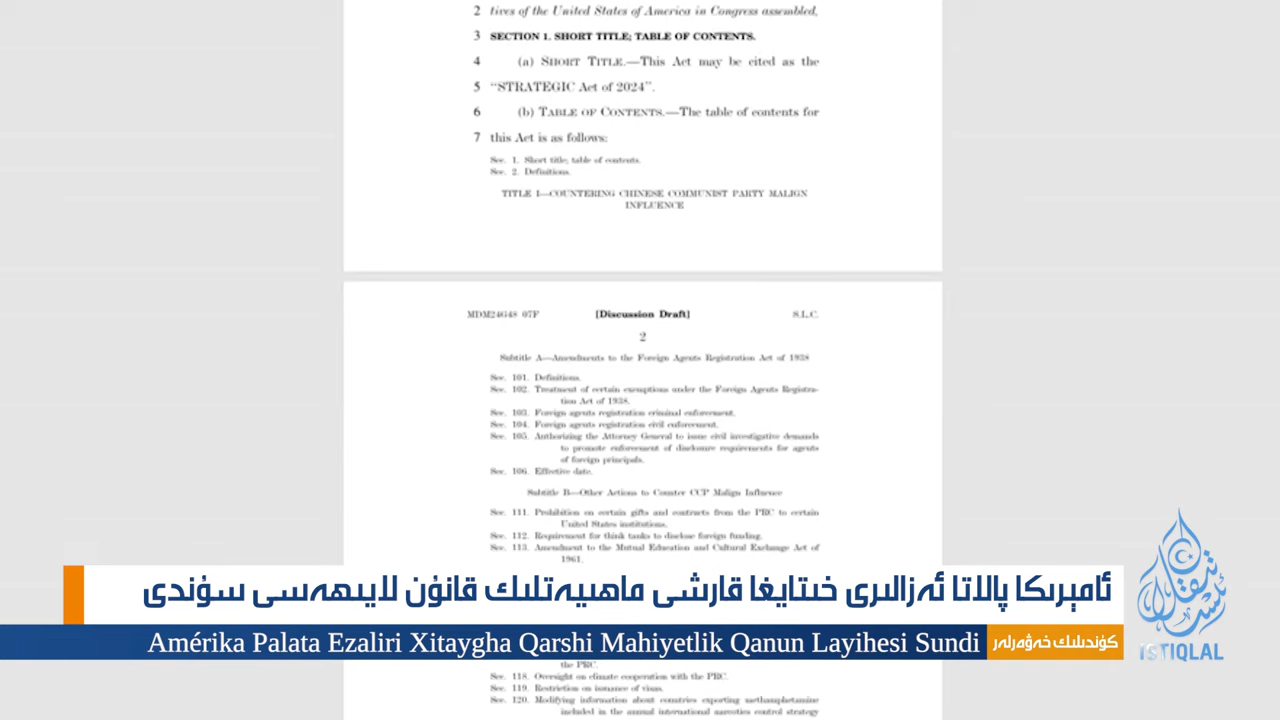 2 tives of the United States of America in Congress assembled,
3 SECTION 1. SHORT TITLE; TABLE OF CONTENTS.
4 (a) SHORT TITLE.—This Act may be cited as the
5 “STRATEGIC Act of 2024”.
6 (b) TABLE OF CONTENTS.—The table of contents for
7 this Act is as follows:
Sec. 1. Short title; table of contents.
Sec. 2. Definitions.
TITLE I—COUNTERING CHINESE COMMUNIST PARTY MALIGN
INFLUENCE
MDM24G48 07F [Discussion Draft] S.L.C.
2
Subtitle A—Amendments to the Foreign Agents Registration Act of 1938
Sec. 101. Definitions.
Sec. 102. Treatment of certain exemptions under the Foreign Agents Registra-
tion Act of 1938.
Sec. 103. Foreign agents registration criminal enforcement.
Sec. 104. Foreign agents registration civil enforcement.
Sec. 105. Authorizing the Attorney General to issue civil investigative demands
to promote enforcement of disclosure requirements for agents
of foreign principals.
Sec. 106. Effective date.
Subtitle B—Other Actions to Counter CCP Malign Influence
Sec. 111. Prohibition on certain gifts and contracts from the PRC to certain
United States institutions.
Sec. 112. Requirement for think tanks to disclose foreign funding.
Sec. 113. Amendment to the Mutual Education and Cultural Exchange Act of
1961.
ئامېرىكا پالاتا ئەزالىرى خىتايغا قارشى ماھىيەتلىك قانۇن لايىھەسى سۇندى
Amérika Palata Ezaliri Xitaygha Qarshi Mahiyetlik Qanun Layihesi Sundi
كۈندىلىك خەۋەرلەر
ئىستىقلال
ISTIQLAL
the PRC.
Sec. 118. Oversight on climate cooperation with the PRC.
Sec. 119. Restriction on issuance of visas.
Sec. 120. Modifying information about countries exporting methamphetamine
included in the annual international narcotics control strategy